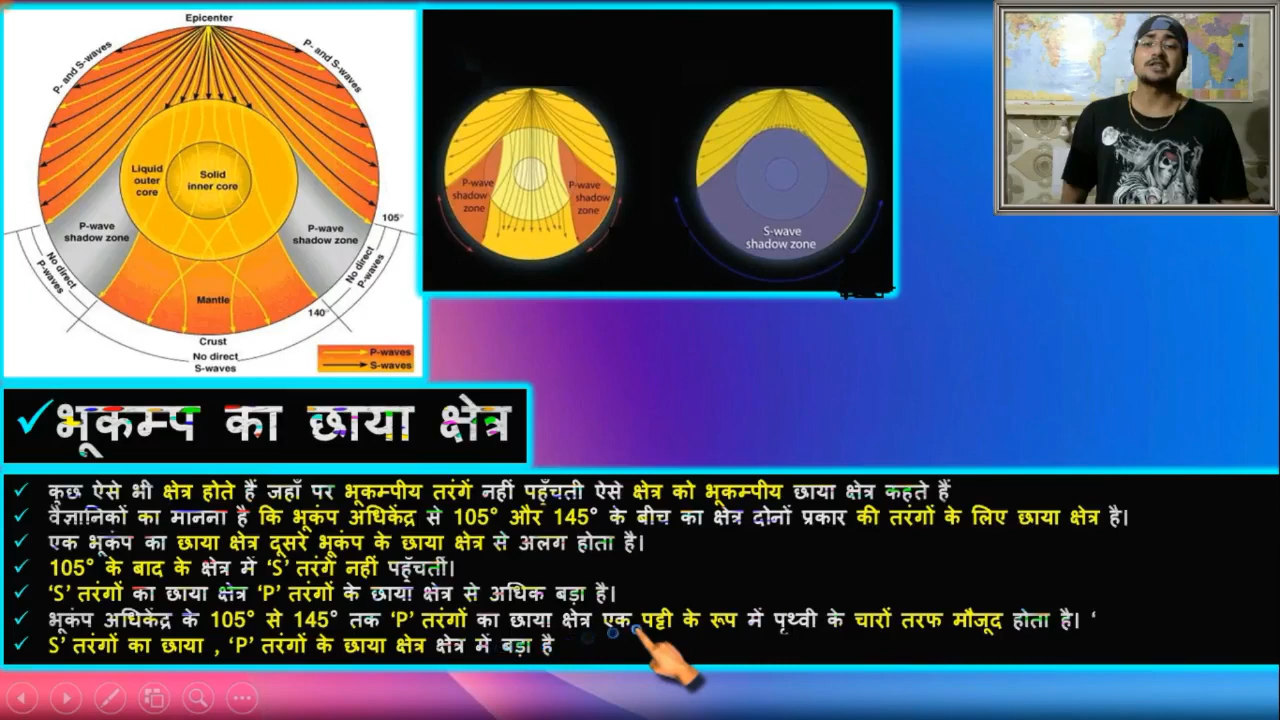 Epicenter
P- and S-waves
P- and S-waves
Liquid
outer
core
Solid
inner core
P-wave
shadow zone
P-wave
shadow zone
105°
No direct
P-waves
No direct
P-waves
Mantle
140°
Crust
No direct
S-waves
P-waves
S-waves
P-wave
shadow
zone
P-wave
shadow
zone
S-wave
shadow zone
✓भूकम्प का छाया क्षेत्र
✓ कुछ ऐसे भी क्षेत्र होते हैं जहाँ पर भूकम्पीय तरंगें नहीं पहुँचती ऐसे क्षेत्र को भूकम्पीय छाया क्षेत्र कहते हैं
✓ वैज्ञानिकों का मानना है कि भूकंप अधिकेंद्र से 105° और 145° के बीच का क्षेत्र दोनों प्रकार की तरंगों के लिए छाया क्षेत्र है।
✓ एक भूकंप का छाया क्षेत्र दूसरे भूकंप के छाया क्षेत्र से अलग होता है।
✓ 105° के बाद के क्षेत्र में ‘S’ तरंगें नहीं पहुँचतीं।
✓ ‘S’ तरंगों का छाया क्षेत्र ‘P’ तरंगों के छाया क्षेत्र से अधिक बड़ा है।
✓ भूकंप अधिकेंद्र के 105° से 145° तक ‘P’ तरंगों का छाया क्षेत्र एक पट्टी के रूप में पृथ्वी के चारों तरफ मौजूद होता है। ‘
✓ S’ तरंगों का छाया , ‘P’ तरंगों के छाया क्षेत्र क्षेत्र में बड़ा है